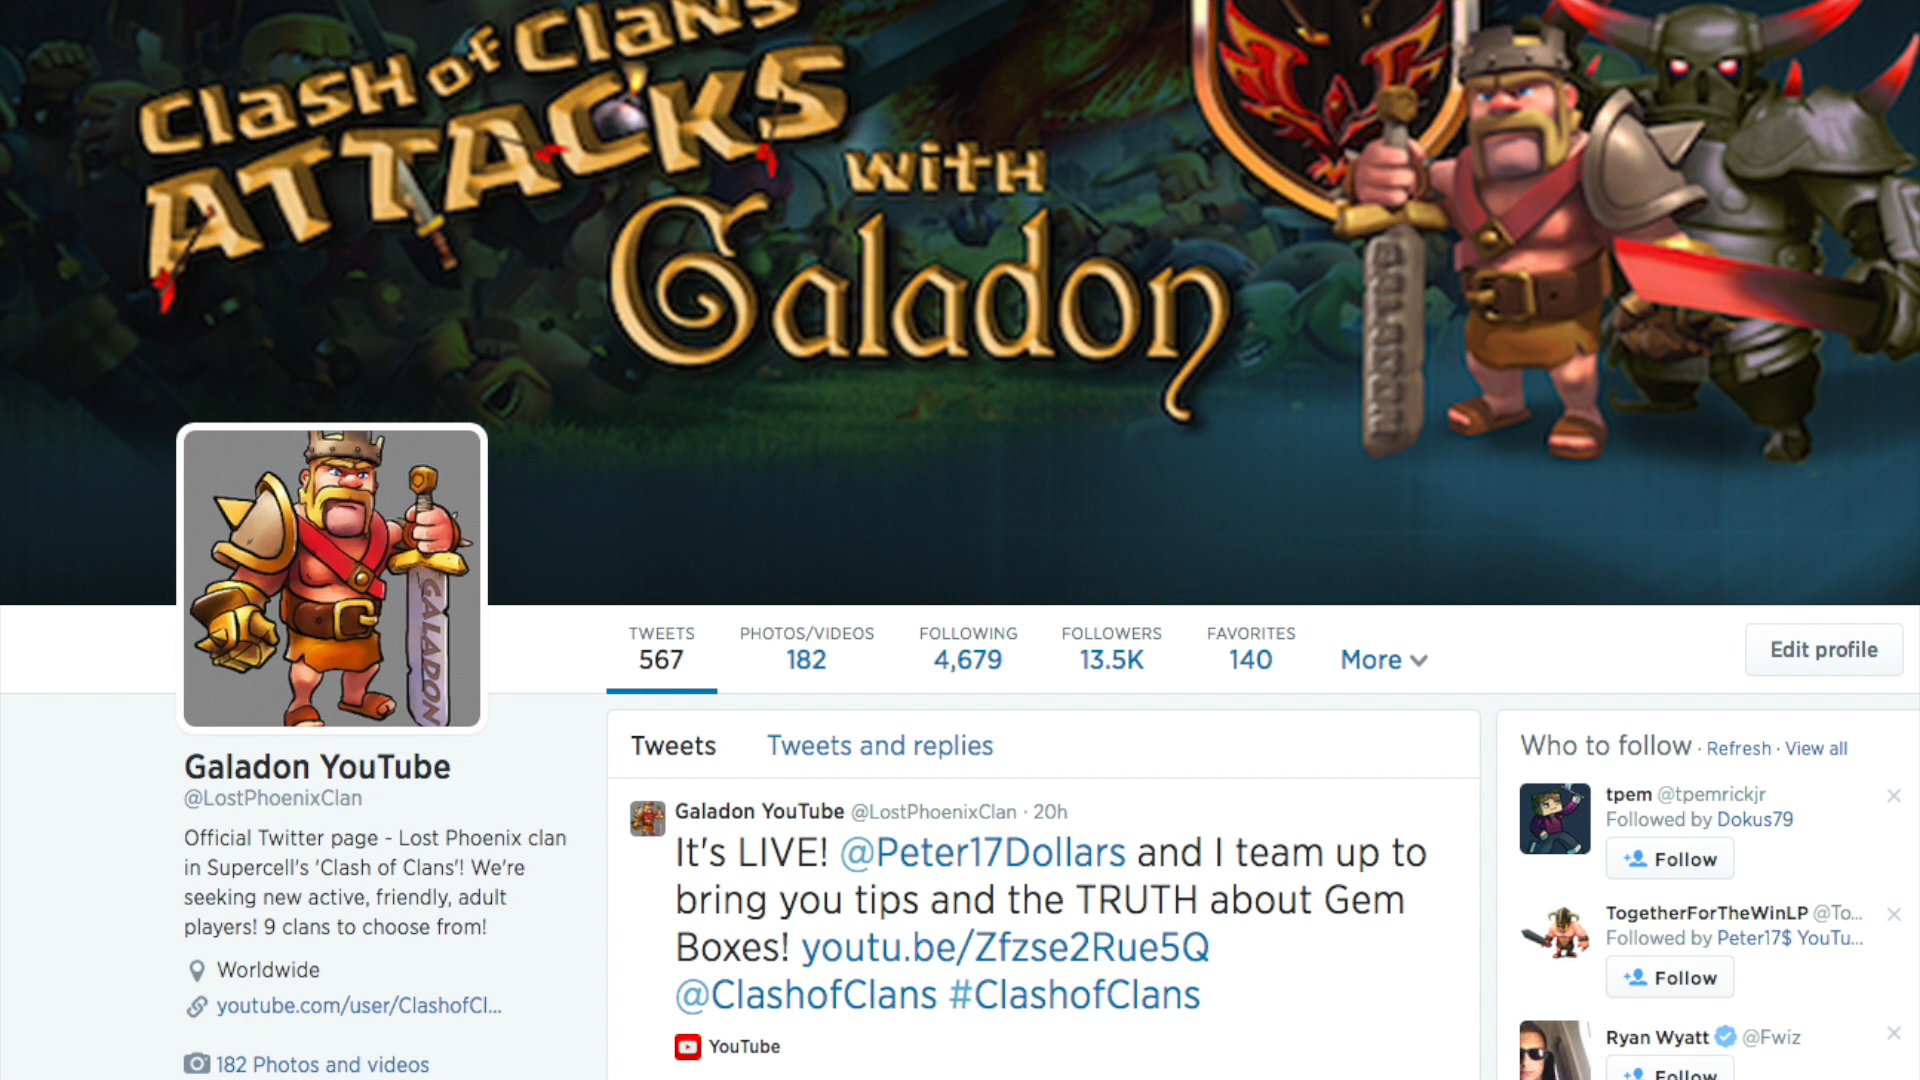 Clash of Clans
ATTACKS
with
Galadon
GALADON
TWEETS
567
PHOTOS/VIDEOS
182
FOLLOWING
4,679
FOLLOWERS
13.5K
FAVORITES
140
More
Edit profile
Galadon YouTube
@LostPhoenixClan
Official Twitter page - Lost Phoenix clan
in Supercell's 'Clash of Clans'! We're
seeking new active, friendly, adult
players! 9 clans to choose from!
Worldwide
youtube.com/user/ClashofCl...
182 Photos and videos
Tweets Tweets and replies
Galadon YouTube @LostPhoenixClan · 20h
It's LIVE! @Peter17Dollars and I team up to
bring you tips and the TRUTH about Gem
Boxes! youtu.be/Zfzse2Rue5Q
@ClashofClans #ClashofClans
YouTube
Who to follow · Refresh · View all
tpem @tpemrickjr
Followed by Dokus79
Follow
TogetherForTheWinLP @To...
Followed by Peter17$ YouTu...
Follow
Ryan Wyatt @Fwiz
Follow